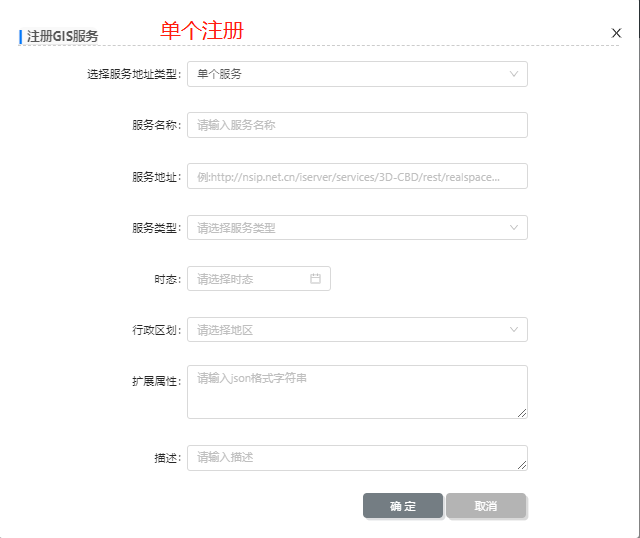 注册GIS服务
单个注册
选择服务地址类型:
单个服务
服务名称:
请输入服务名称
服务地址:
例:http://nsip.net.cn/iserver/services/3D-CBD/rest/realspace...
服务类型:
请选择服务类型
时态:
请选择时态
行政区划:
请选择地区
扩展属性:
请输入json格式字符串
描述:
请输入描述
确 定
取消